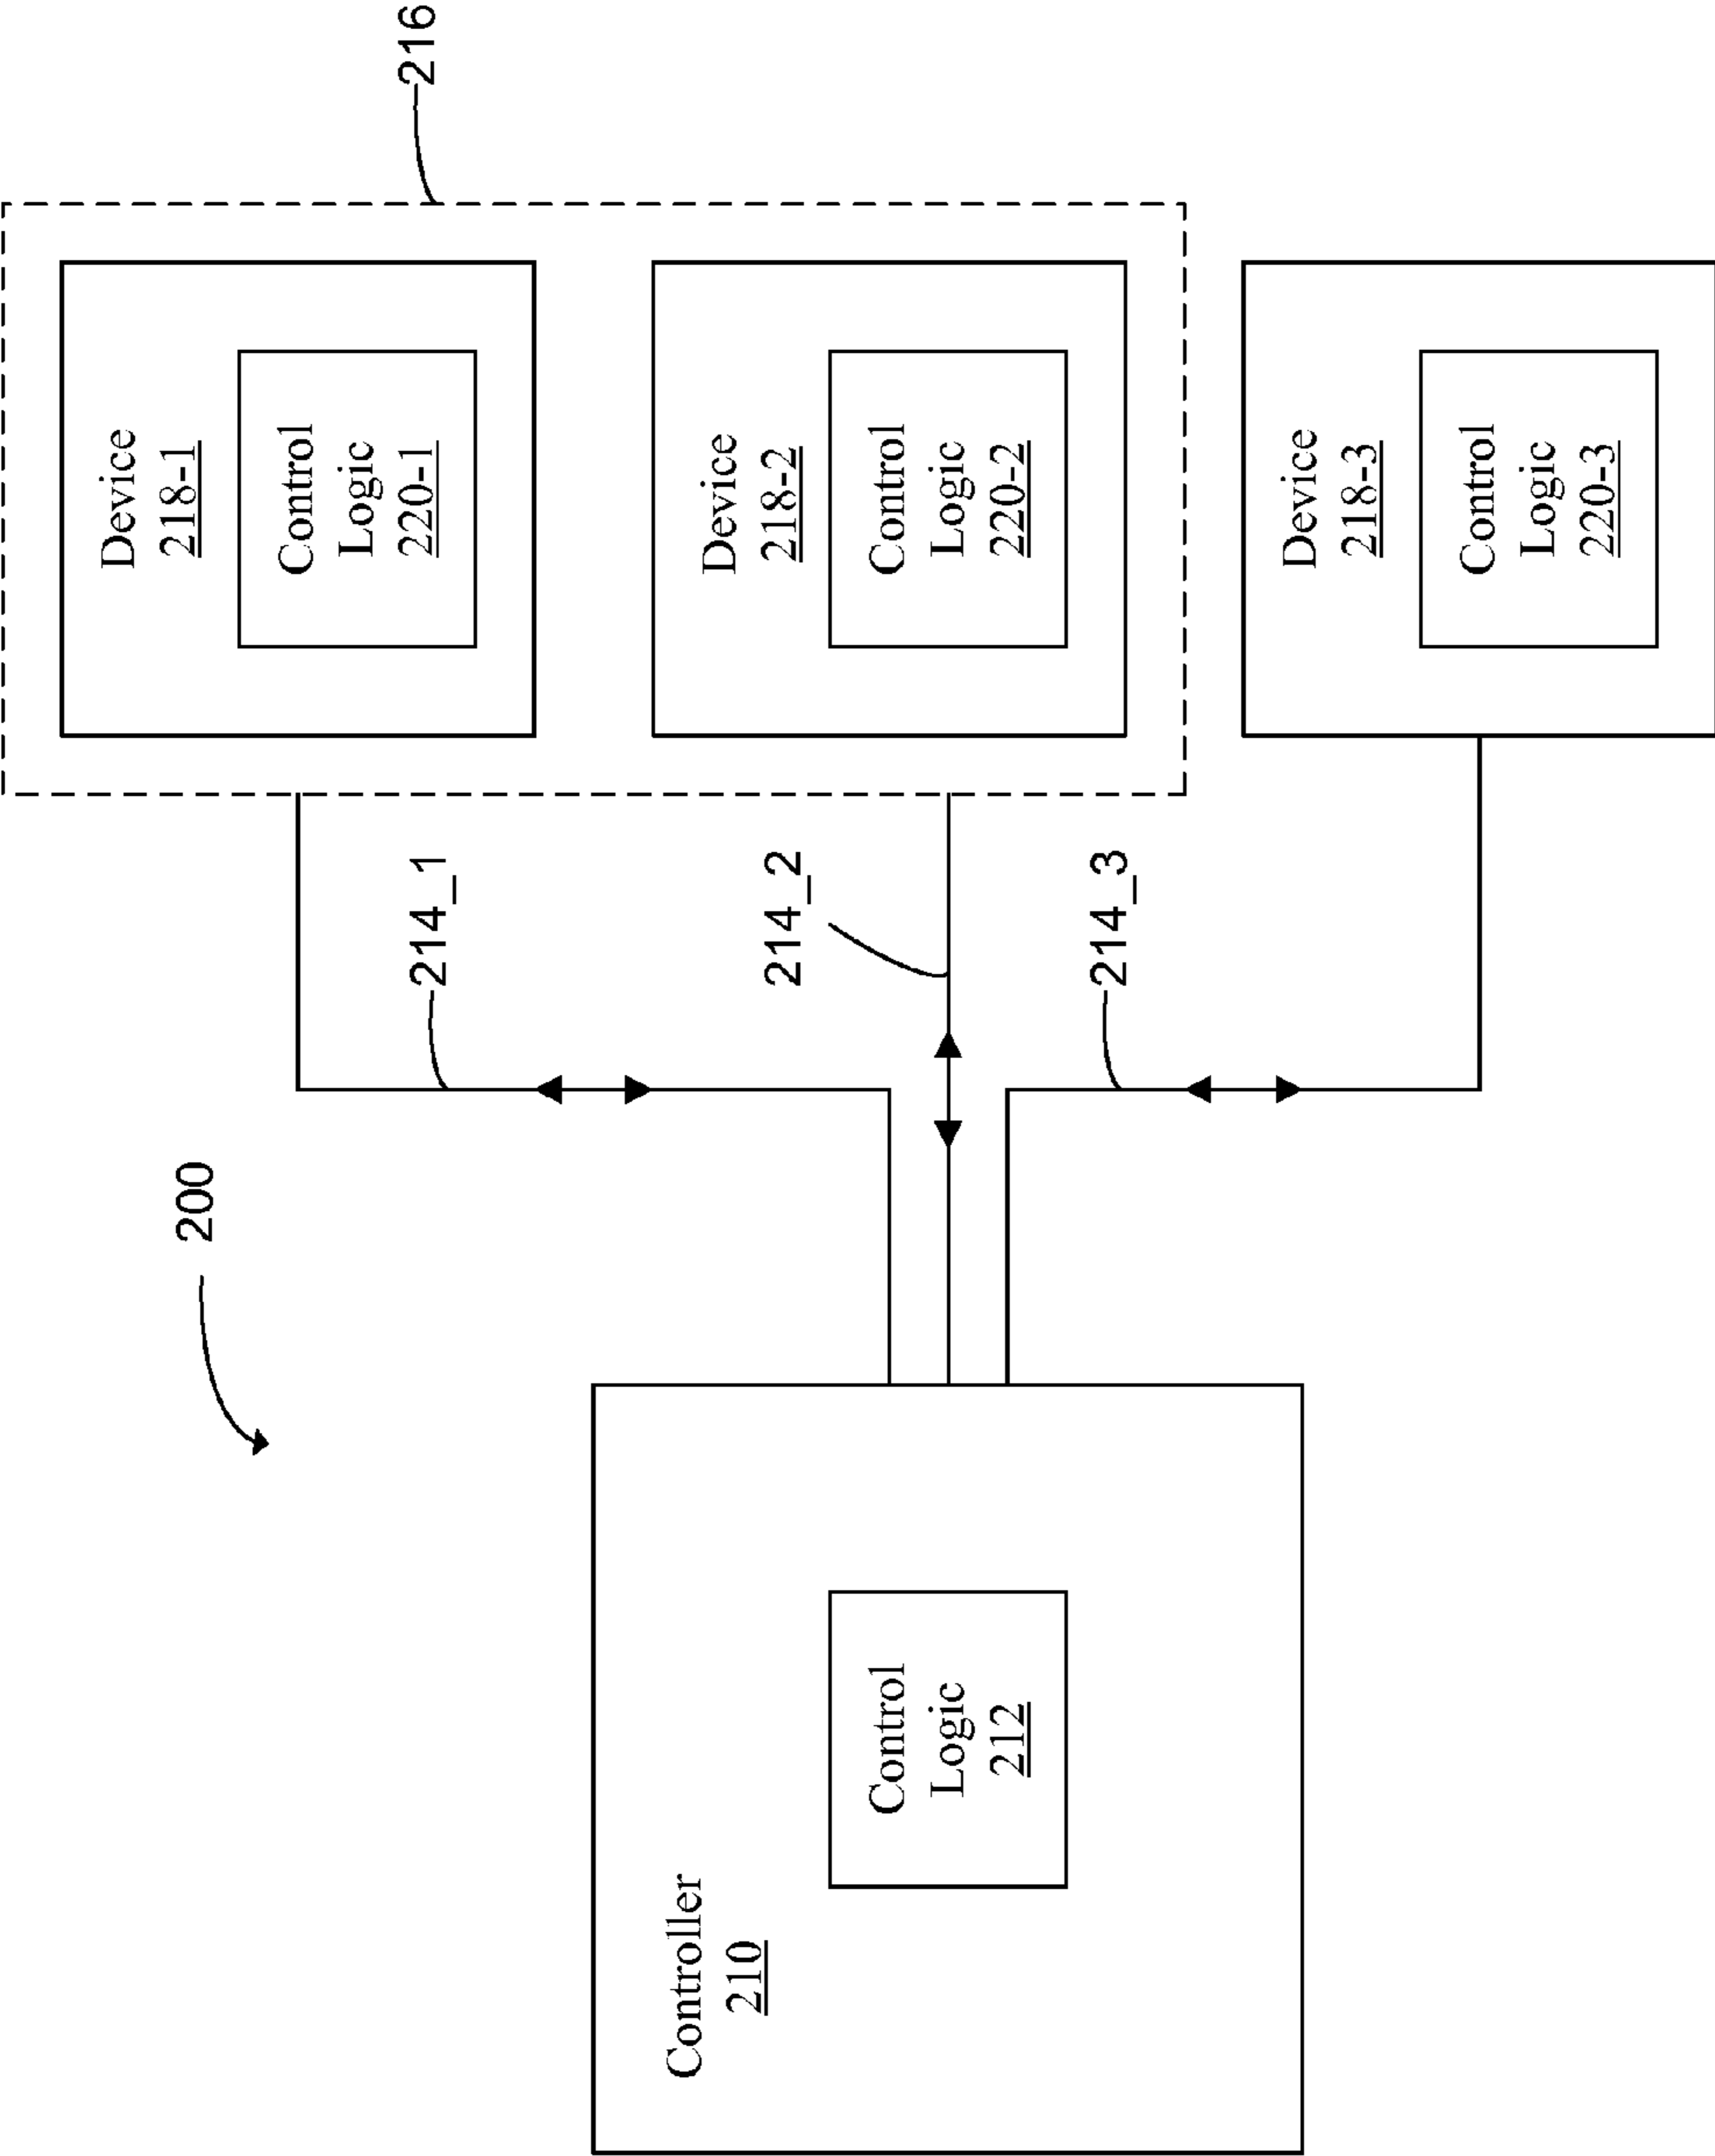 200
Controller
210
Control
Logic
212
214_1
214_2
214_3
216
Device
218-1
Control
Logic
220-1
Device
218-2
Control
Logic
220-2
Device
218-3
Control
Logic
220-3